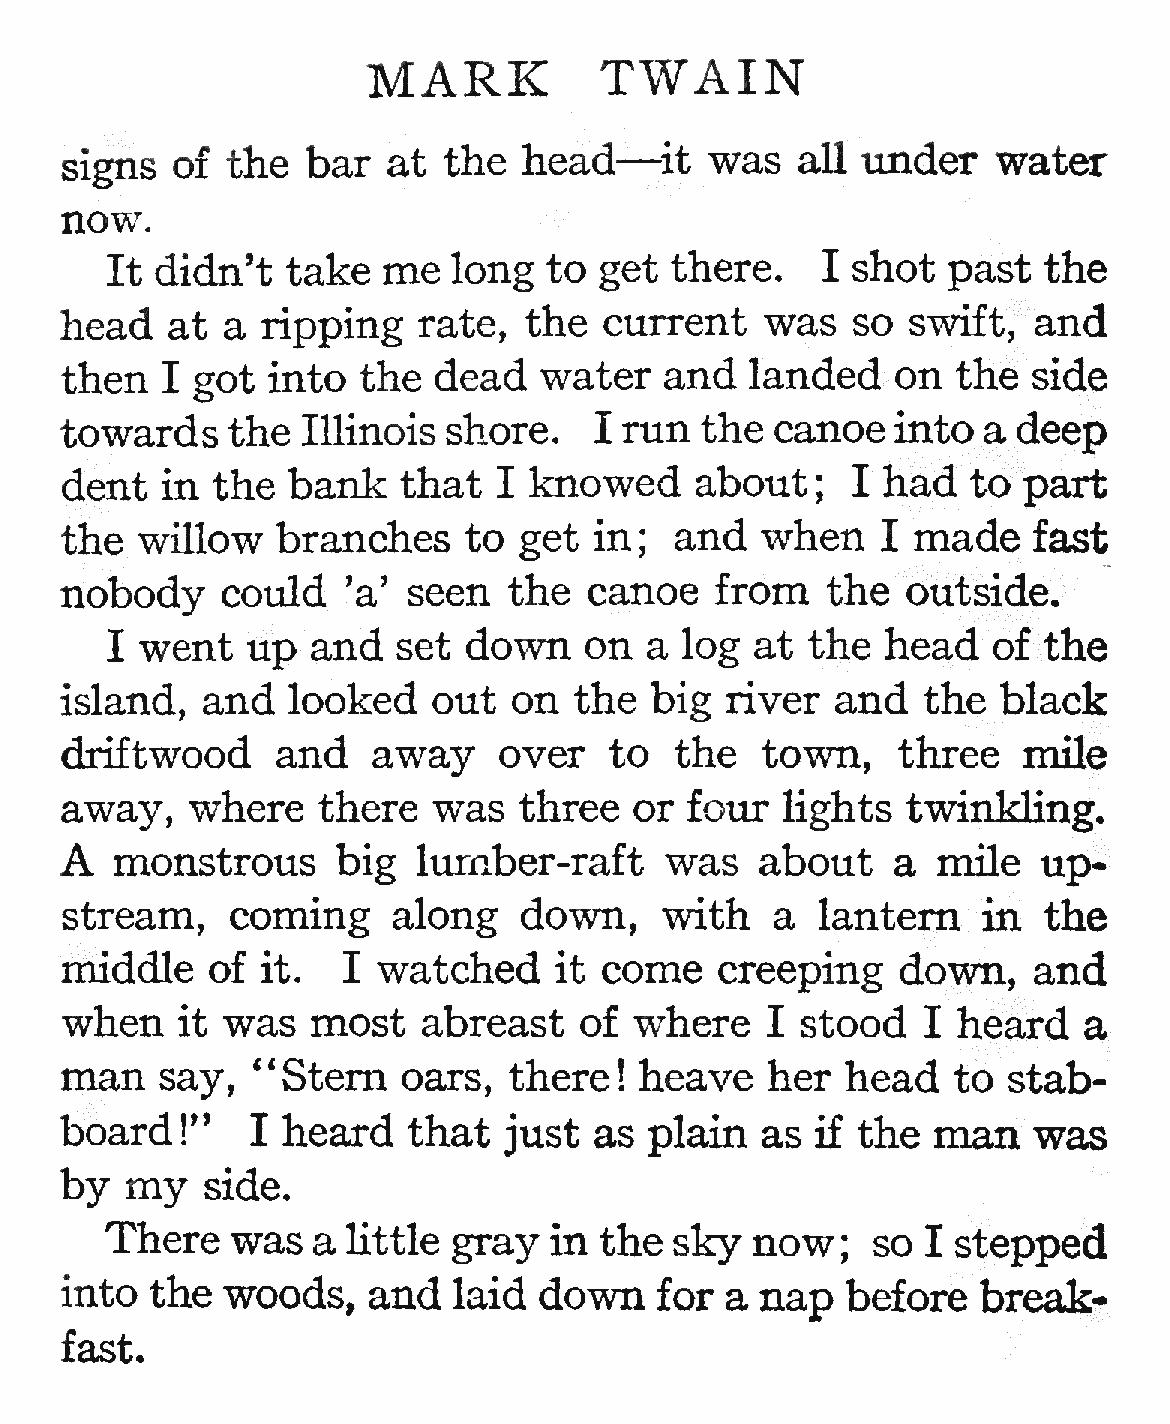 MARK TWAIN
signs of the bar at the head—it was all under water
now.
It didn't take me long to get there. I shot past the
head at a ripping rate, the current was so swift, and
then I got into the dead water and landed on the side
towards the Illinois shore. I run the canoe into a deep
dent in the bank that I knowed about; I had to part
the willow branches to get in; and when I made fast
nobody could 'a' seen the canoe from the outside.
I went up and set down on a log at the head of the
island, and looked out on the big river and the black
driftwood and away over to the town, three mile
away, where there was three or four lights twinkling.
A monstrous big lumber-raft was about a mile up-
stream, coming along down, with a lantern in the
middle of it. I watched it come creeping down, and
when it was most abreast of where I stood I heard a
man say, "Stern oars, there! heave her head to stab-
board!" I heard that just as plain as if the man was
by my side.
There was a little gray in the sky now; so I stepped
into the woods, and laid down for a nap before break-
fast.